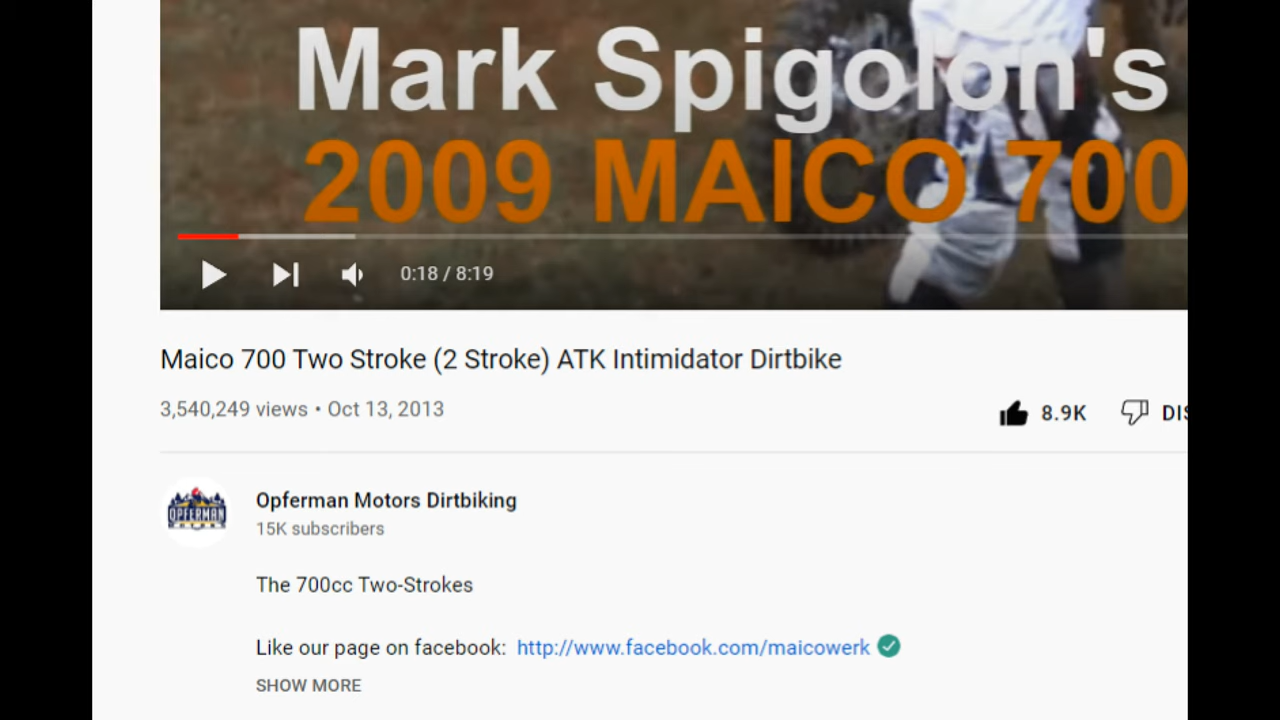 Mark Spigolon's
2009 MAICO 700
0:18 / 8:19
Maico 700 Two Stroke (2 Stroke) ATK Intimidator Dirtbike
3,540,249 views • Oct 13, 2013
8.9K DIS
OPFERMAN
Opferman Motors Dirtbiking
15K subscribers
The 700cc Two-Strokes
Like our page on facebook: http://www.facebook.com/maicowerk
SHOW MORE